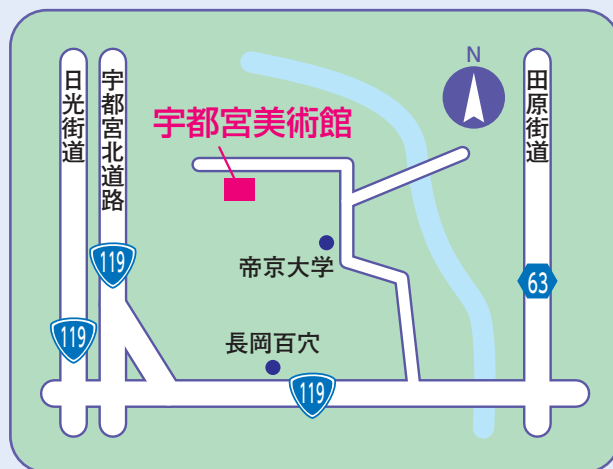 N
日光街道
宇都宮北道路
田原街道
宇都宮美術館
帝京大学
119
63
119
長岡百穴
119